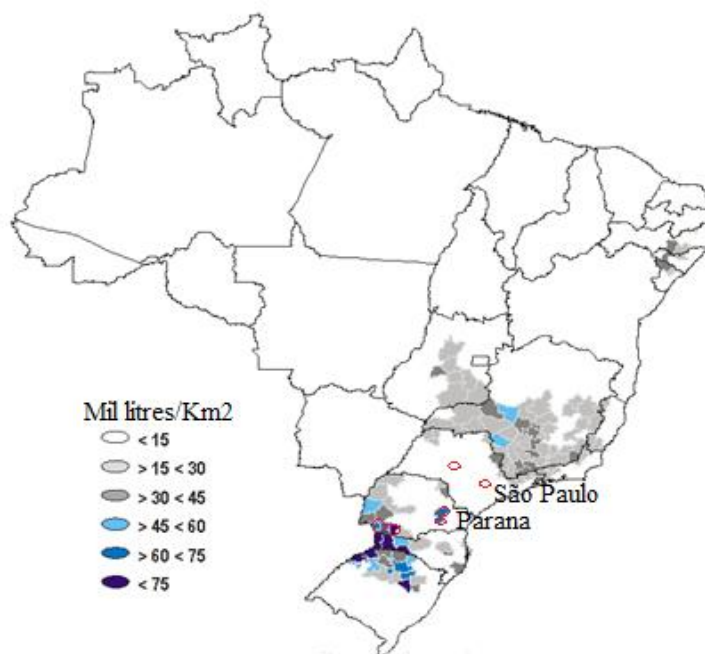 Mil litres/Km2
< 15
> 15 < 30
> 30 < 45
> 45 < 60
> 60 < 75
< 75
São Paulo
Parana